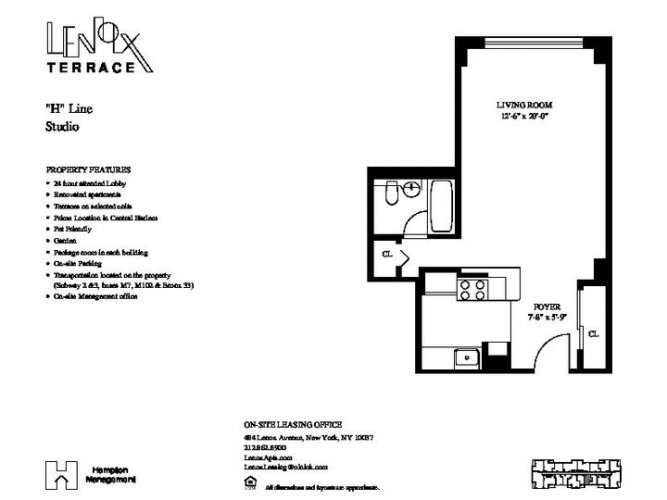 LENOX
TERRACE
"H" Line
Studio
PROPERTY FEATURES
• 24 hour attended Lobby
• Renovated apartments
• Terraces on selected units
• Prime Location in Central Harlem
• Pet Friendly
• Garden
• Package room in each building
• On-site Parking
• Transportation located on the property
(Subway 2 &3, buses M7, M102 & Bronx 33)
• On-site Management office
LIVING ROOM
12'-6" x 20'-0"
CL
FOYER
7'-8" x 5'-9"
CL
ON-SITE LEASING OFFICE
484 Lenox Avenue, New York, NY 10037
212.862.8900
LenoxApts.com
All dimensions and layouts are approximate.
Hampton
Management